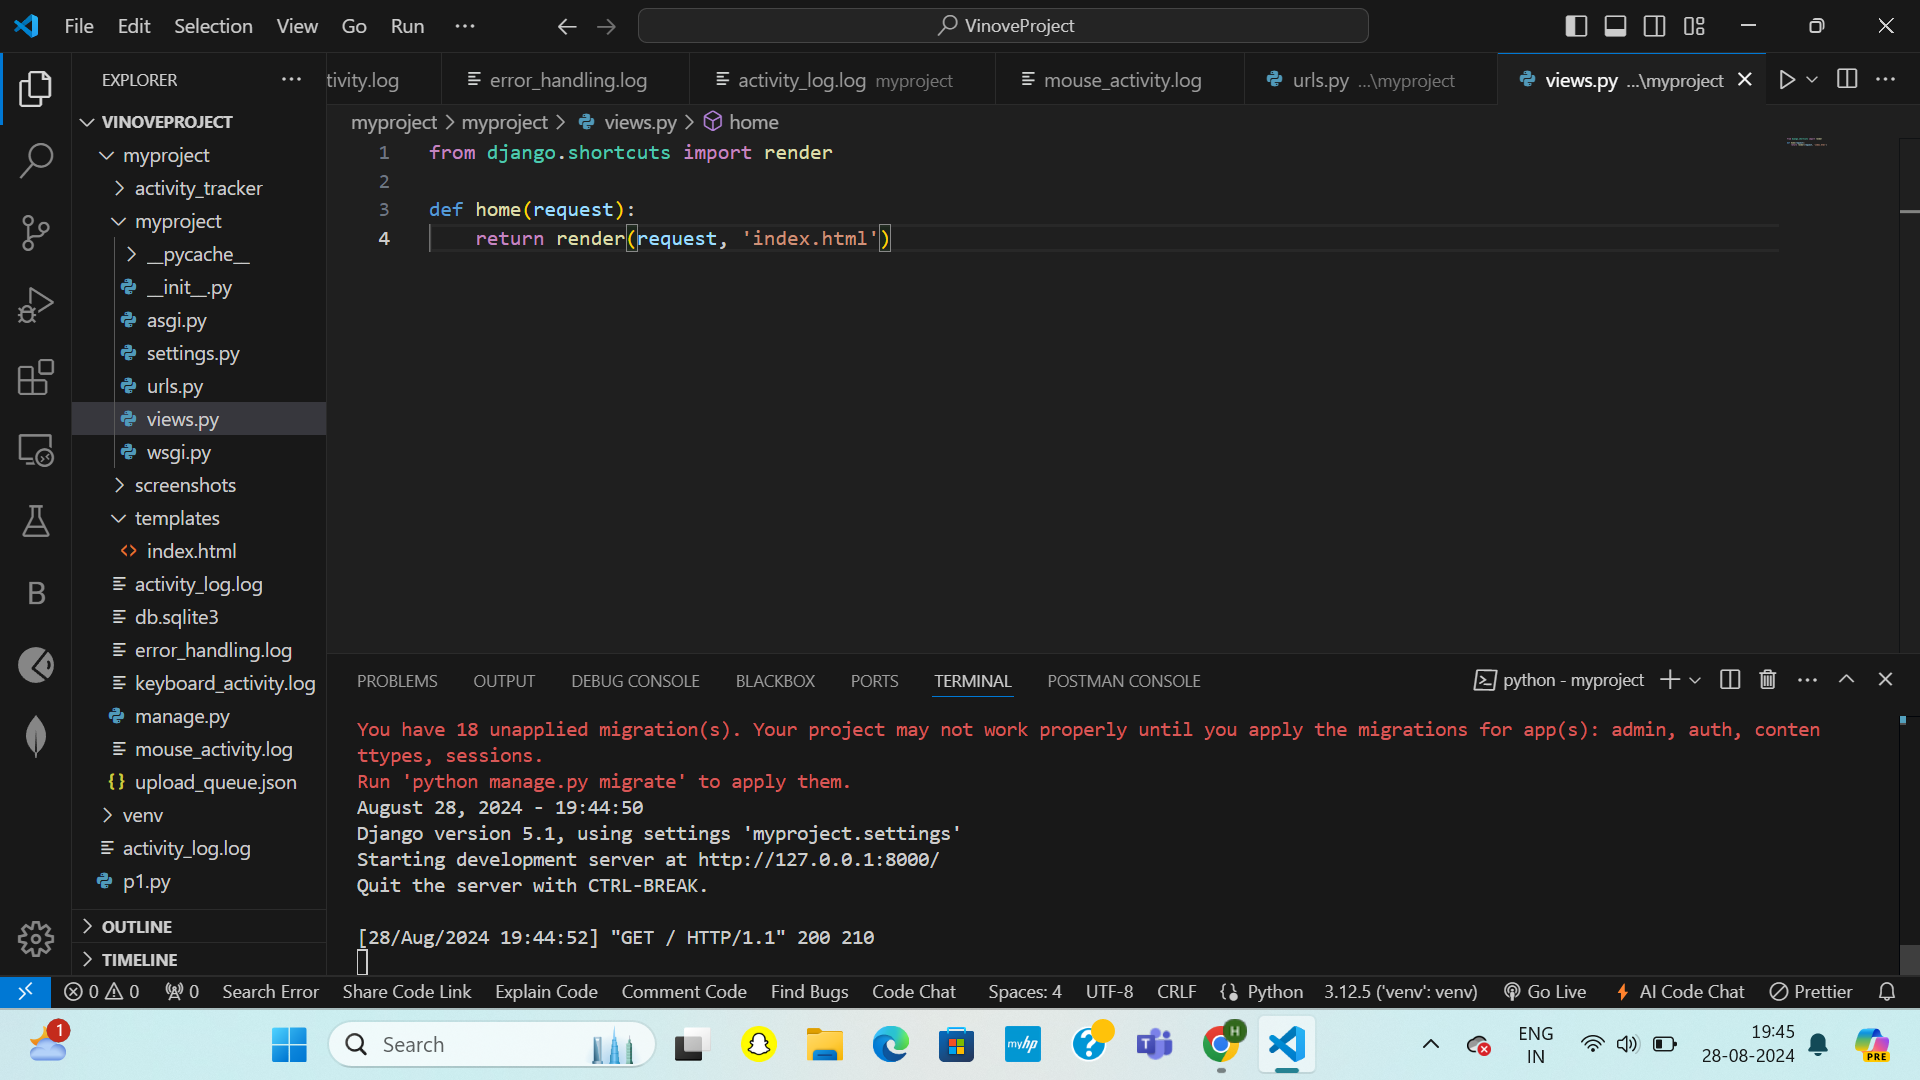 File Edit Selection View Go Run ··· VinoveProject
EXPLORER ···
tivity.log error_handling.log activity_log.log myproject mouse_activity.log urls.py ...\myproject views.py ...\myproject
myproject > myproject > views.py > home
VINOVEPROJECT
myproject
activity_tracker
myproject
__pycache__
__init__.py
asgi.py
settings.py
urls.py
views.py
wsgi.py
screenshots
templates
index.html
activity_log.log
db.sqlite3
error_handling.log
keyboard_activity.log
manage.py
mouse_activity.log
upload_queue.json
venv
activity_log.log
p1.py
OUTLINE
TIMELINE
B
1 from django.shortcuts import render
2
3 def home(request):
4 return render(request, 'index.html')
PROBLEMS OUTPUT DEBUG CONSOLE BLACKBOX PORTS TERMINAL POSTMAN CONSOLE python - myproject
You have 18 unapplied migration(s). Your project may not work properly until you apply the migrations for app(s): admin, auth, conten
ttypes, sessions.
Run 'python manage.py migrate' to apply them.
August 28, 2024 - 19:44:50
Django version 5.1, using settings 'myproject.settings'
Starting development server at http://127.0.0.1:8000/
Quit the server with CTRL-BREAK.
[28/Aug/2024 19:44:52] "GET / HTTP/1.1" 200 210
0 0 0 Search Error Share Code Link Explain Code Comment Code Find Bugs Code Chat Spaces: 4 UTF-8 CRLF Python 3.12.5 ('venv': venv) Go Live AI Code Chat Prettier
1 Search myhp H ENG 19:45
IN 28-08-2024 PRE